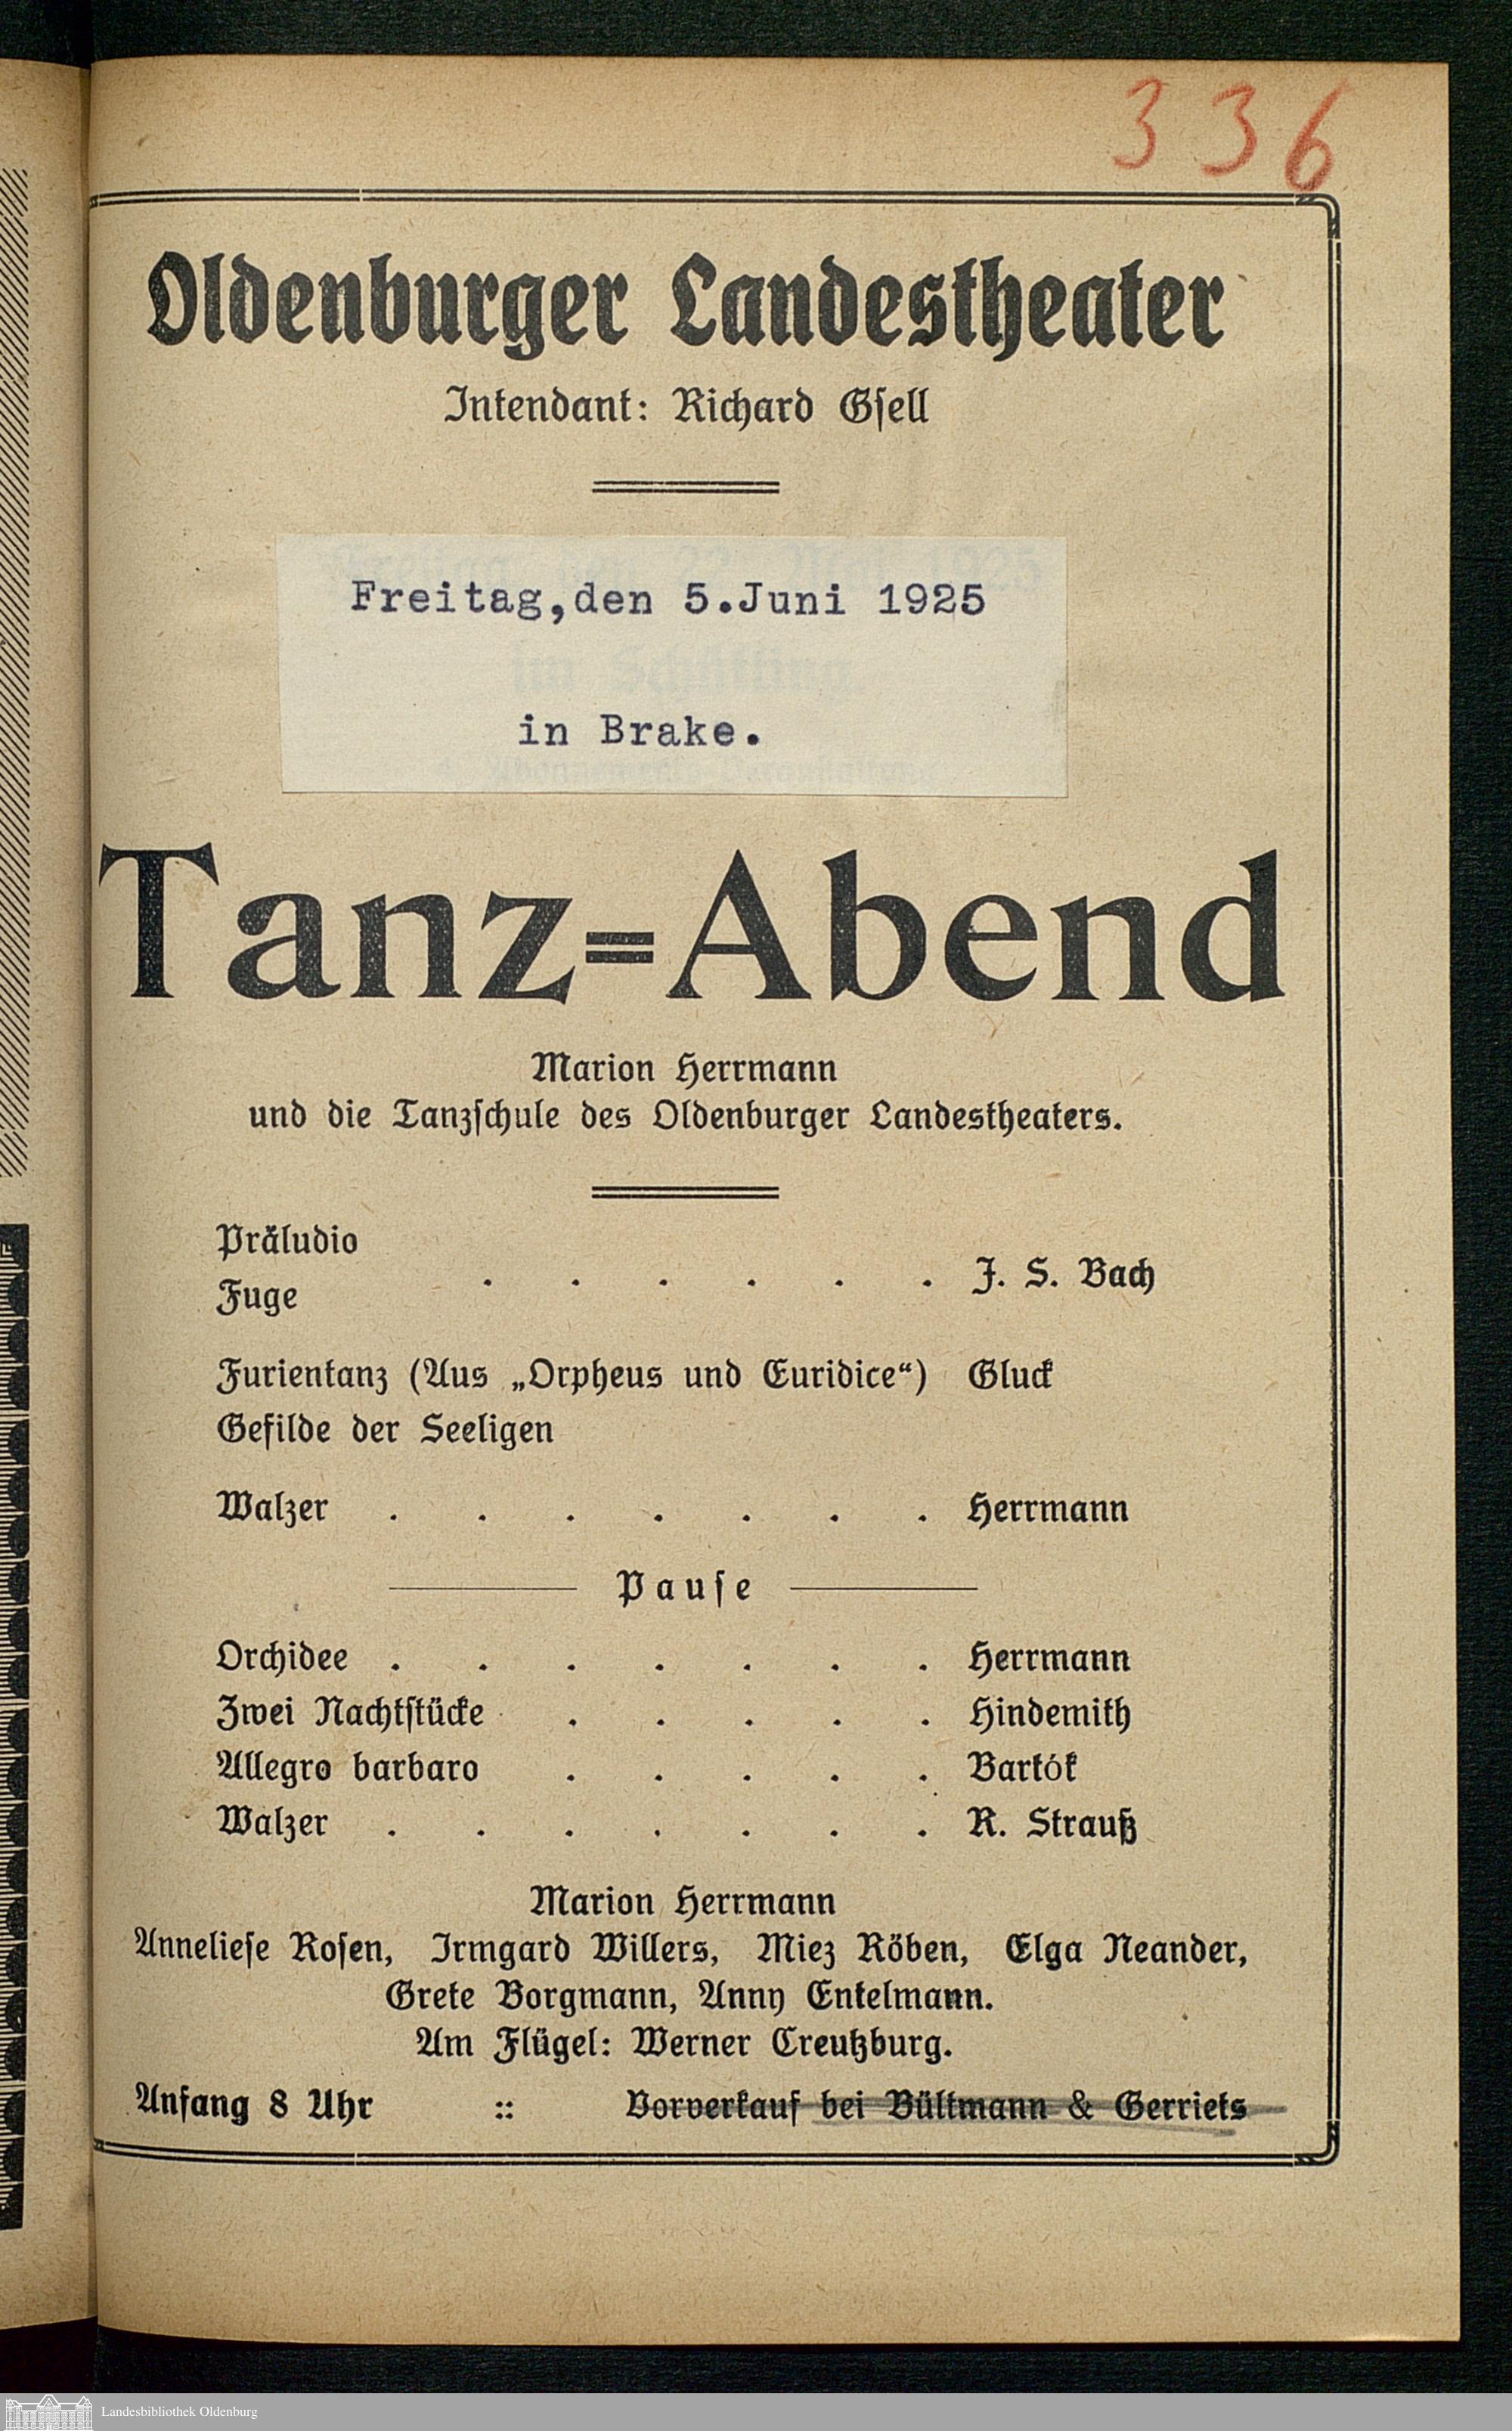 336
Oldenburger Landestheater
Intendant: Richard Gsell
Freitag,den 5.Juni 1925
in Brake.
Tanz=Abend
Marion Herrmann
und die Tanzschule des Oldenburger Landestheaters.
Präludio
Fuge . . . . . . J. S. Bach
Furientanz (Aus „Orpheus und Euridice“) Gluck
Gefilde der Seeligen
Walzer . . . . . . . Herrmann
Pause
Orchidee . . . . . . . Herrmann
Zwei Nachtstücke . . . . . Hindemith
Allegro barbaro . . . . . Bartók
Walzer . . . . . . . R. Strauß
Marion Herrmann
Anneliese Rosen, Irmgard Willers, Miez Röben, Elga Neander,
Grete Borgmann, Anny Entelmann.
Am Flügel: Werner Creutzburg.
Anfang 8 Uhr :: Vorverkauf bei Bültmann & Gerriets
Landesbibliothek Oldenburg